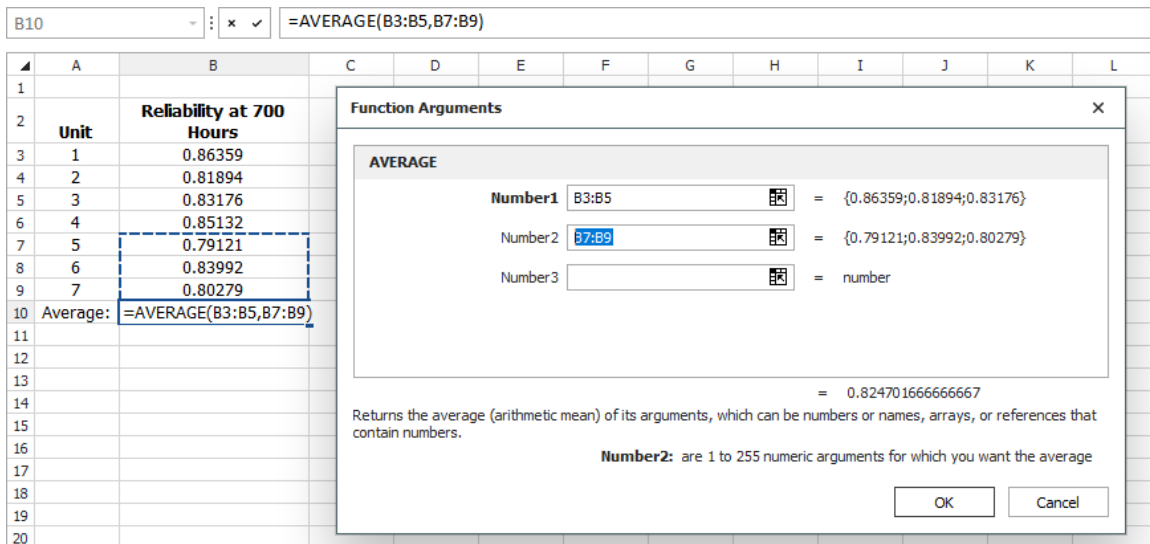 B10 =AVERAGE(B3:B5,B7:B9)
A B C D E F G H I J K L
1
2 Unit Reliability at 700
Hours
3 1 0.86359
4 2 0.81894
5 3 0.83176
6 4 0.85132
7 5 0.79121
8 6 0.83992
9 7 0.80279
10 Average: =AVERAGE(B3:B5,B7:B9)
11
12
13
14
15
16
17
18
19
20
Function Arguments
AVERAGE
Number1 B3:B5 = {0.86359;0.81894;0.83176}
Number2 B7:B9 = {0.79121;0.83992;0.80279}
Number3 = number
= 0.824701666666667
Returns the average (arithmetic mean) of its arguments, which can be numbers or names, arrays, or references that
contain numbers.
Number2: are 1 to 255 numeric arguments for which you want the average
OK Cancel